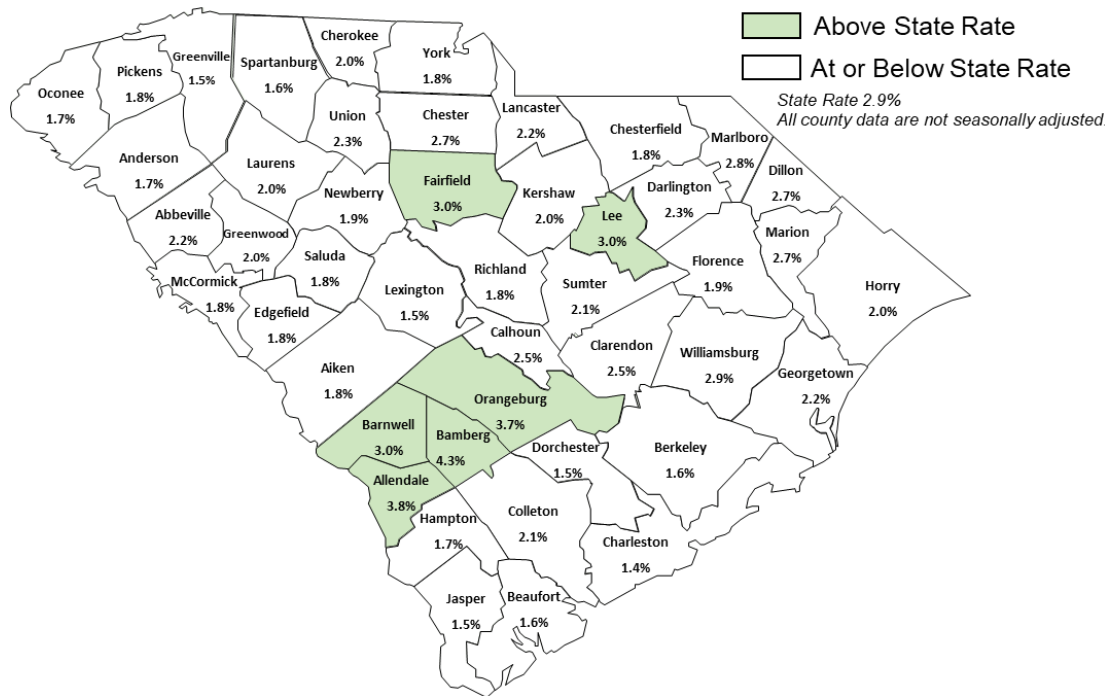 Above State Rate
At or Below State Rate
State Rate 2.9%
All county data are not seasonally adjusted.
Cherokee
2.0%
York
1.8%
Greenville
1.5%
Spartanburg
1.6%
Pickens
1.8%
Oconee
1.7%
Union
2.3%
Chester
2.7%
Lancaster
2.2%
Chesterfield
1.8%
Marlboro
2.8%
Dillon
2.7%
Anderson
1.7%
Laurens
2.0%
Newberry
1.9%
Fairfield
3.0%
Kershaw
2.0%
Lee
3.0%
Darlington
2.3%
Marion
2.7%
Abbeville
2.2%
Greenwood
2.0%
Saluda
1.8%
Richland
1.8%
Sumter
2.1%
Florence
1.9%
Horry
2.0%
McCormick
1.8%
Edgefield
1.8%
Lexington
1.5%
Calhoun
2.5%
Clarendon
2.5%
Williamsburg
2.9%
Georgetown
2.2%
Aiken
1.8%
Orangeburg
3.7%
Barnwell
3.0%
Bamberg
4.3%
Dorchester
1.5%
Berkeley
1.6%
Allendale
3.8%
Hampton
1.7%
Colleton
2.1%
Charleston
1.4%
Jasper
1.5%
Beaufort
1.6%